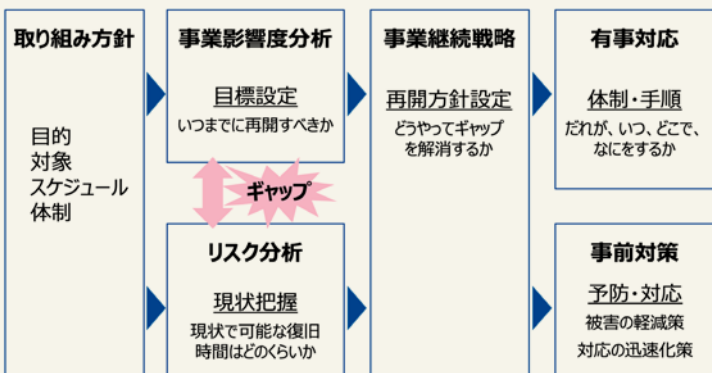 取り組み方針
目的
対象
スケジュール
体制
事業影響度分析
目標設定
いつまでに再開すべきか
ギャップ
リスク分析
現状把握
現状で可能な復旧
時間はどのくらいか
事業継続戦略
再開方針設定
どうやってギャップ
を解消するか
有事対応
体制・手順
だれが、いつ、どこで、
なにをするか
事前対策
予防・対応
被害の軽減策
対応の迅速化策